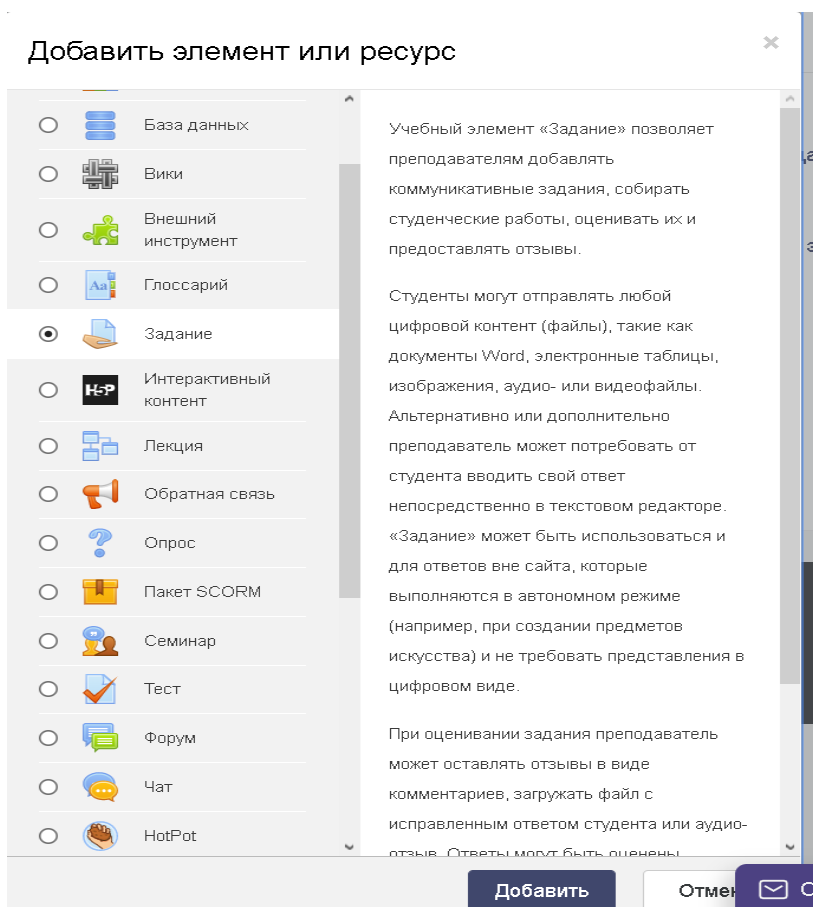 Добавить элемент или ресурс
База данных
Вики
Внешний
инструмент
Глоссарий
Задание
Интерактивный
контент
Лекция
Обратная связь
Опрос
Пакет SCORM
Семинар
Тест
Форум
Чат
HotPot
Учебный элемент «Задание» позволяет
преподавателям добавлять
коммуникативные задания, собирать
студенческие работы, оценивать их и
предоставлять отзывы.
Студенты могут отправлять любой
цифровой контент (файлы), такие как
документы Word, электронные таблицы,
изображения, аудио- или видеофайлы.
Альтернативно или дополнительно
преподаватель может потребовать от
студента вводить свой ответ
непосредственно в текстовом редакторе.
«Задание» может быть использоваться и
для ответов вне сайта, которые
выполняются в автономном режиме
(например, при создании предметов
искусства) и не требовать представления в
цифровом виде.
При оценивании задания преподаватель
может оставлять отзывы в виде
комментариев, загружать файл с
исправленным ответом студента или аудио-
отзыв. Ответы могут быть оценены
Добавить